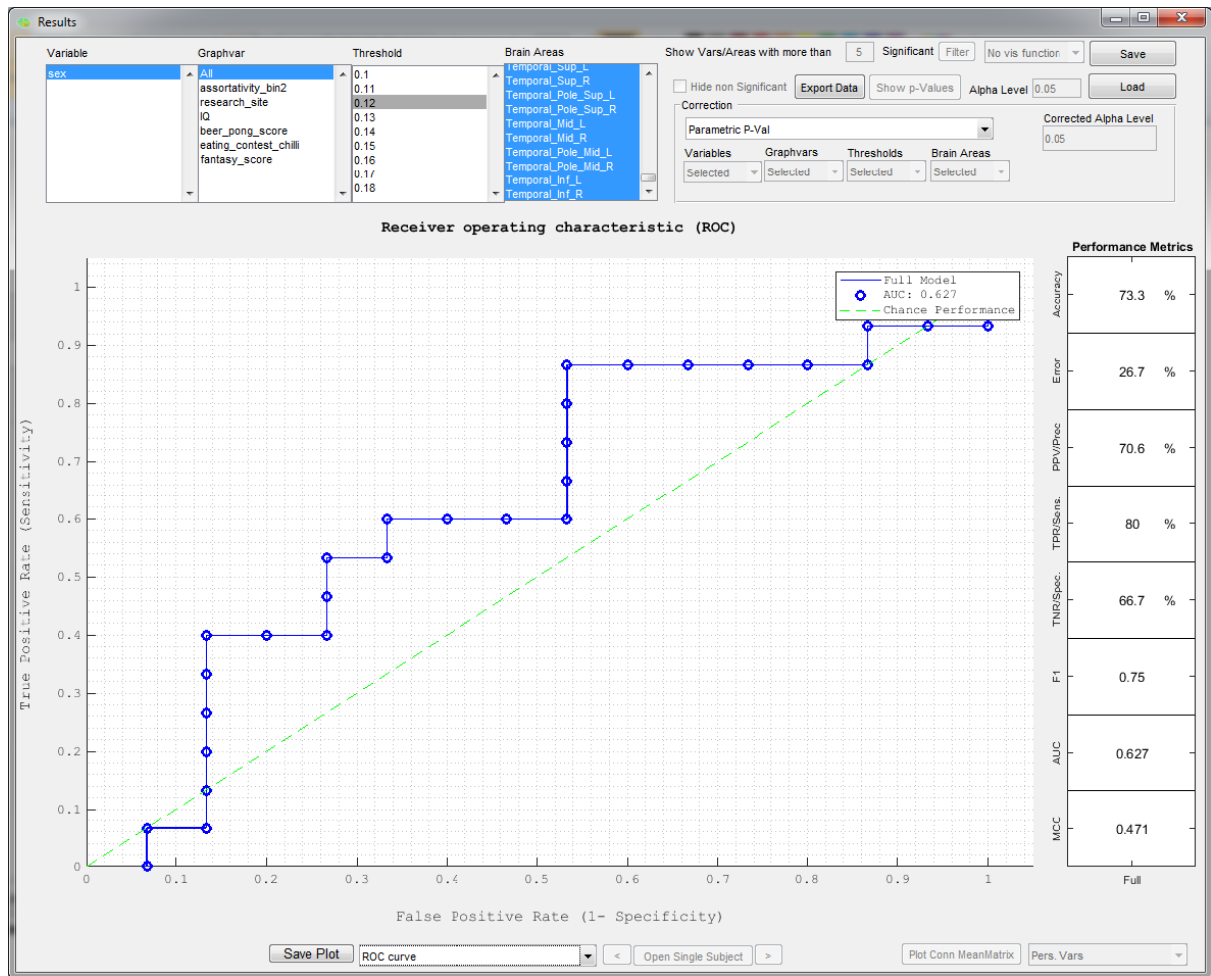 Results
Variable
Graphvar
Threshold
Brain Areas
Show Vars/Areas with more than 5 Significant Filter No vis function Save
sex
All
assortativity_bin2
research_site
IQ
beer_pong_score
eating_contest_chilli
fantasy_score
0.1
0.11
0.12
0.13
0.14
0.15
0.16
0.17
0.18
Temporal_Sup_L
Temporal_Sup_R
Temporal_Pole_Sup_L
Temporal_Pole_Sup_R
Temporal_Mid_L
Temporal_Mid_R
Temporal_Pole_Mid_L
Temporal_Pole_Mid_R
Temporal_Inf_L
Temporal_Inf_R
Hide non Significant Export Data Show p-Values Alpha Level 0.05 Load
Correction
Parametric P-Val
Corrected Alpha Level
0.05
Variables Graphvars Thresholds Brain Areas
Selected Selected Selected Selected
Receiver operating characteristic (ROC)
Full Model
AUC: 0.627
Chance Performance
True Positive Rate (Sensitivity)
1
0.9
0.8
0.7
0.6
0.5
0.4
0.3
0.2
0.1
0
0 0.1 0.2 0.3 0.4 0.5 0.6 0.7 0.8 0.9 1
False Positive Rate (1- Specificity)
Performance Metrics
Accuracy 73.3 %
Error 26.7 %
PPV/Prec 70.6 %
TPR/Sens. 80 %
TNR/Spec. 66.7 %
F1 0.75
AUC 0.627
MCC 0.471
Full
Save Plot ROC curve < Open Single Subject > Plot Conn MeanMatrix Pers. Vars